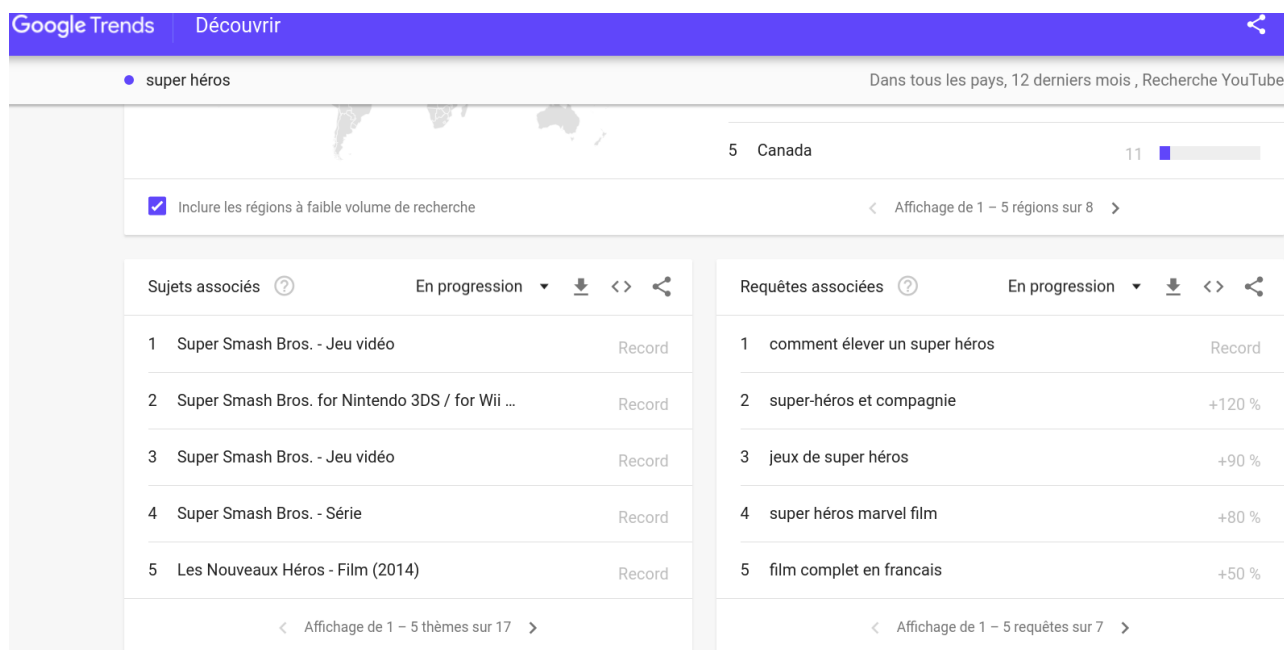 Google Trends Découvrir
super héros Dans tous les pays, 12 derniers mois , Recherche YouTube
5 Canada 11
Inclure les régions à faible volume de recherche
Affichage de 1 – 5 régions sur 8
Sujets associés ? En progression
1 Super Smash Bros. - Jeu vidéo Record
2 Super Smash Bros. for Nintendo 3DS / for Wii ... Record
3 Super Smash Bros. - Jeu vidéo Record
4 Super Smash Bros. - Série Record
5 Les Nouveaux Héros - Film (2014) Record
Affichage de 1 – 5 thèmes sur 17
Requêtes associées ? En progression
1 comment élever un super héros Record
2 super-héros et compagnie +120 %
3 jeux de super héros +90 %
4 super héros marvel film +80 %
5 film complet en francais +50 %
Affichage de 1 – 5 requêtes sur 7